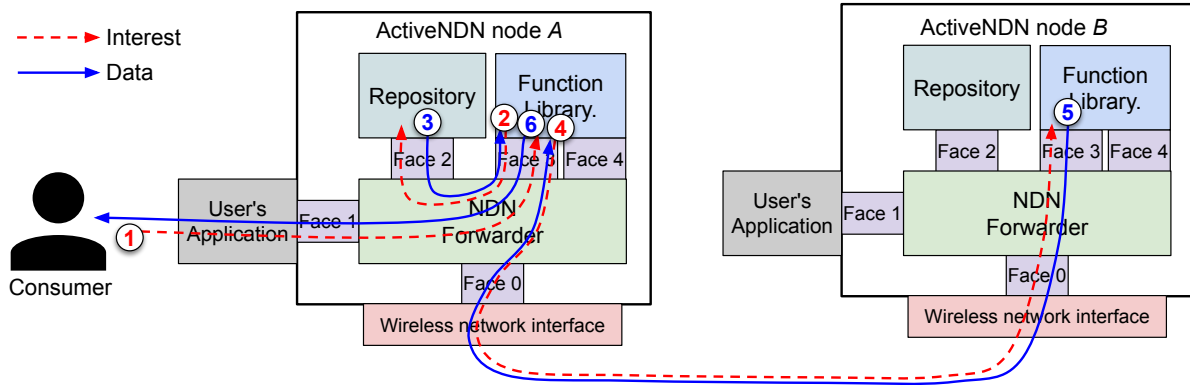 Interest
Data
ActiveNDN node A
Repository
Function
Library.
3
2
6
4
Face 2
Face 3
Face 4
User's
Application
Face 1
NDN
Forwarder
1
Consumer
Face 0
Wireless network interface
ActiveNDN node B
Repository
Function
Library.
5
Face 2
Face 3
Face 4
User's
Application
Face 1
NDN
Forwarder
Face 0
Wireless network interface